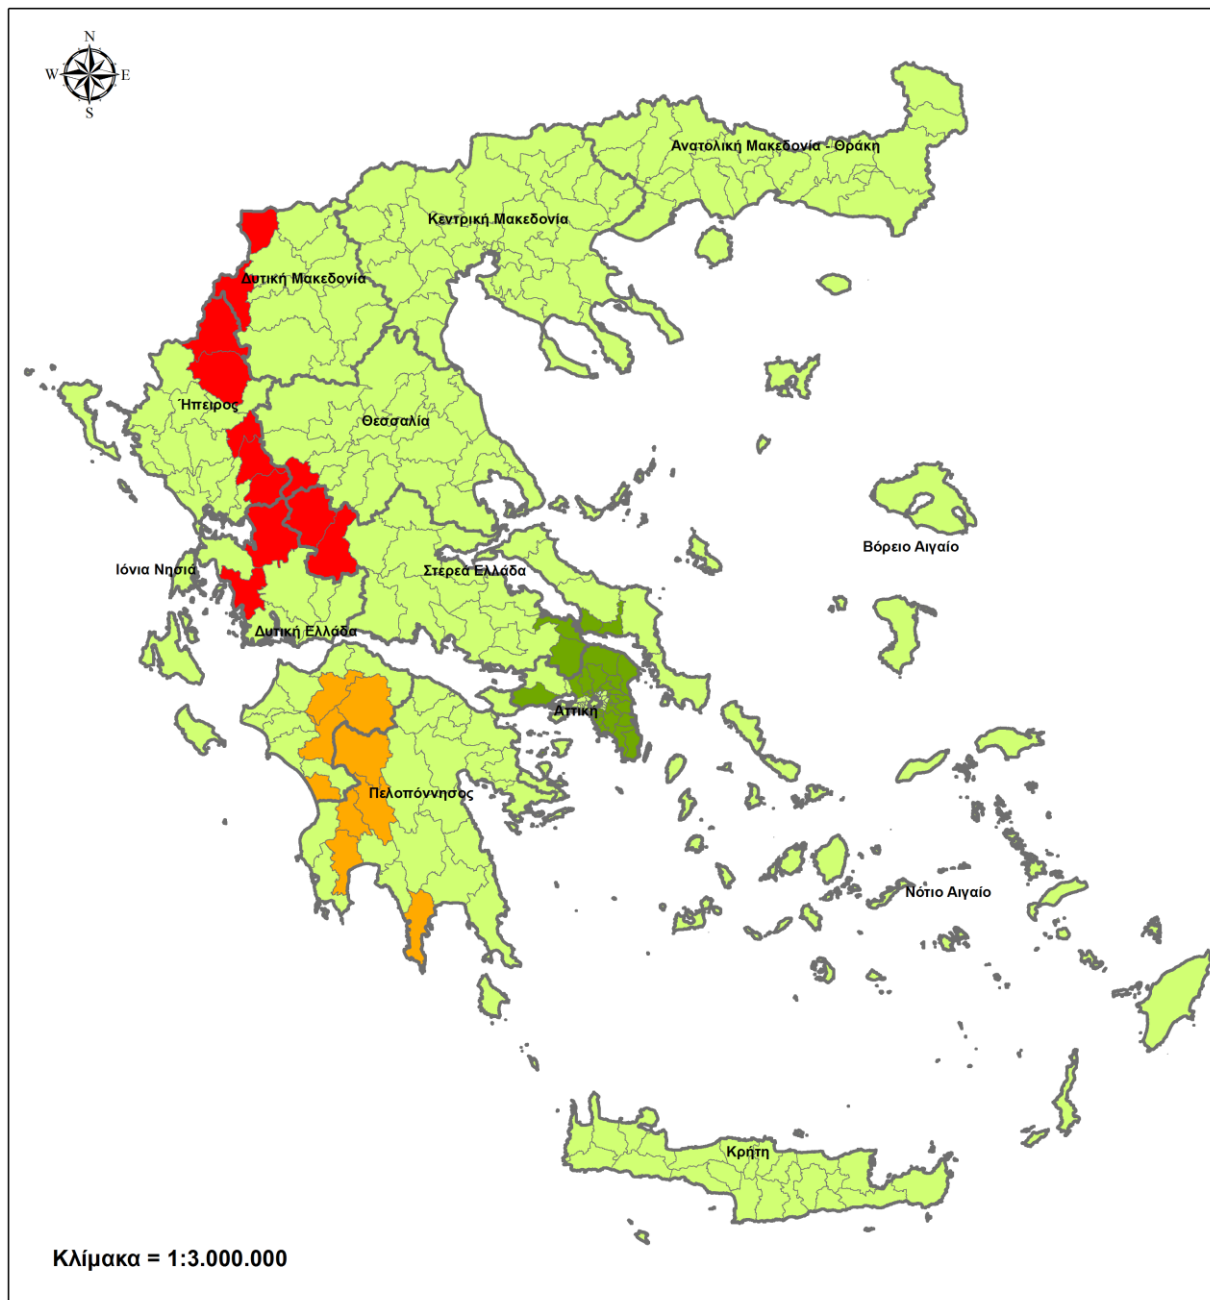 N
W E
S
Ανατολική Μακεδονία - Θράκη
Κεντρική Μακεδονία
Δυτική Μακεδονία
Ήπειρος
Θεσσαλία
Βόρειο Αιγαίο
Ιόνια Νησιά
Στερεά Ελλάδα
Δυτική Ελλάδα
Αττικη
Πελοπόννησος
Νότιο Αιγαίο
Κρήτη
Κλίμακα = 1:3.000.000